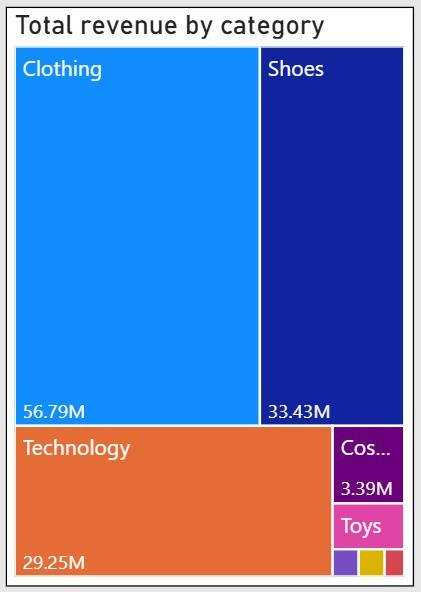 Total revenue by category
Clothing
56.79M
Shoes
33.43M
Technology
29.25M
Cos...
3.39M
Toys